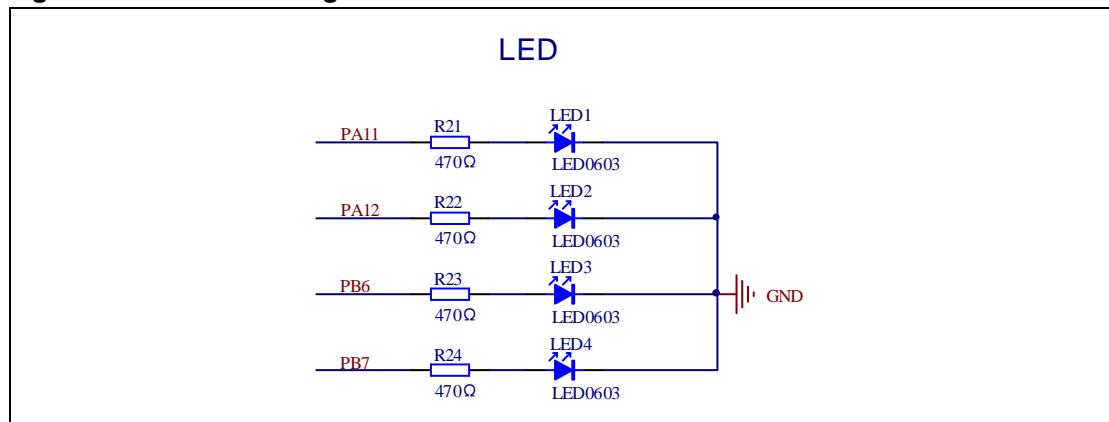 LED
LED1
PA11 R21
470Ω LED0603
LED2
PA12 R22
470Ω LED0603
LED3
PB6 R23
470Ω LED0603
GND
LED4
PB7 R24
470Ω LED0603